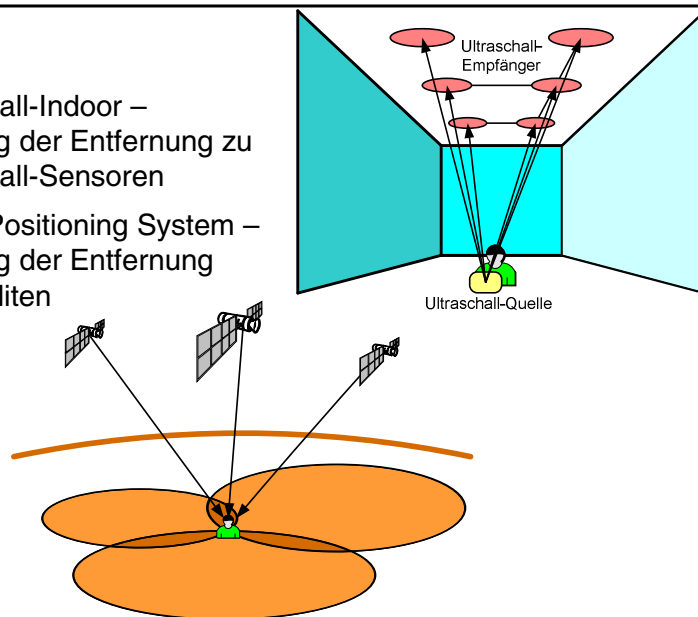 all-Indoor –
g der Entfernung zu
all-Sensoren
Positioning System –
g der Entfernung
liten
Ultraschall-
Empfänger
Ultraschall-Quelle